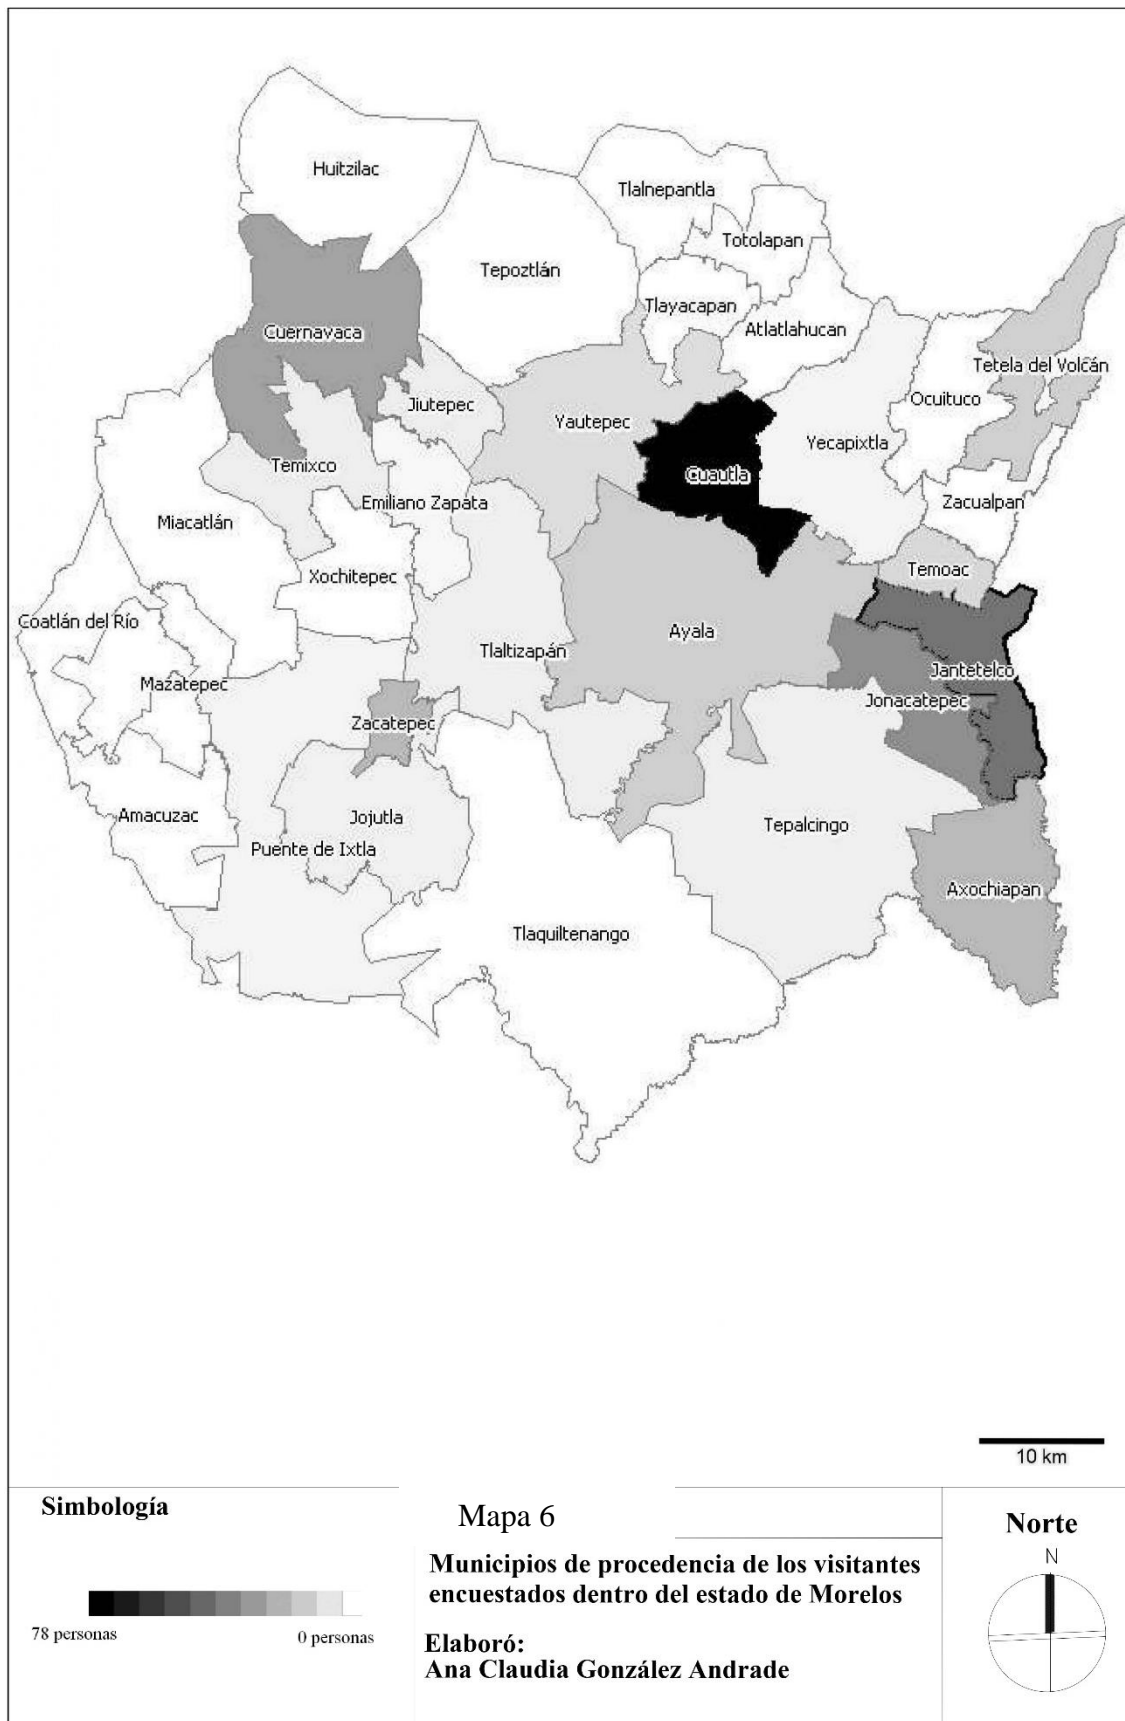 Huitzilac
Tlalnepantla
Totolapan
Tepoztlán
Tlayacapan
Atlatlahucan
Cuernavaca
Tetela del Volcán
Ocuituco
Jiutepec
Yautepec
Yecapixtla
Temixco
Cuautla
Emiliano Zapata
Zacualpan
Miacatlán
Temoac
Xochitepec
Coatlán del Río
Ayala
Tlaltizapán
Jantetelco
Mazatepec
Jonacatepec
Zacatepec
Amacuzac
Jojutla
Tepalcingo
Puente de Ixtla
Axochiapan
Tlaquiltenango
10 km
Simbología
78 personas
0 personas
Mapa 6
Municipios de procedencia de los visitantes
encuestados dentro del estado de Morelos
Elaboró:
Ana Claudia González Andrade
Norte
N